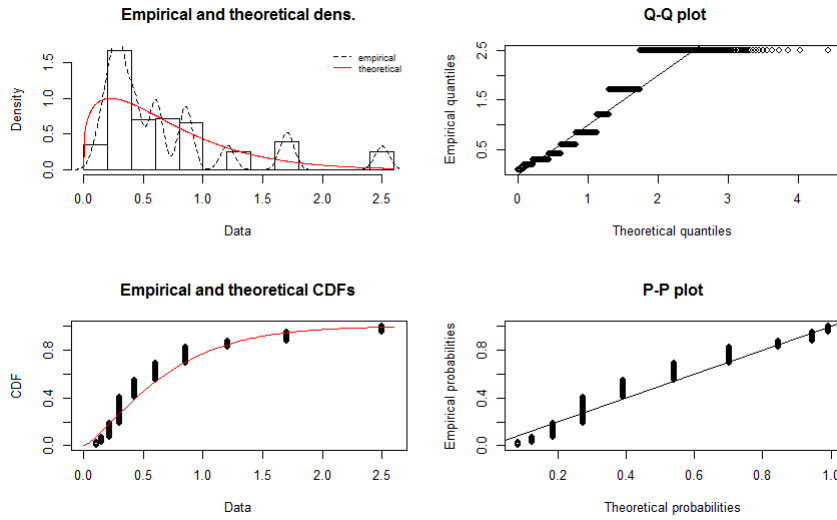 Empirical and theoretical dens.
Density
0.0 0.5 1.0 1.5
empirical
theoretical
0.0 0.5 1.0 1.5 2.0 2.5
Data
Q-Q plot
Empirical quantiles
0.5 1.5 2.5
0 1 2 3 4
Theoretical quantiles
Empirical and theoretical CDFs
CDF
0.0 0.4 0.8
0.0 0.5 1.0 1.5 2.0 2.5
Data
P-P plot
Empirical probabilities
0.0 0.4 0.8
0.2 0.4 0.6 0.8 1.0
Theoretical probabilities